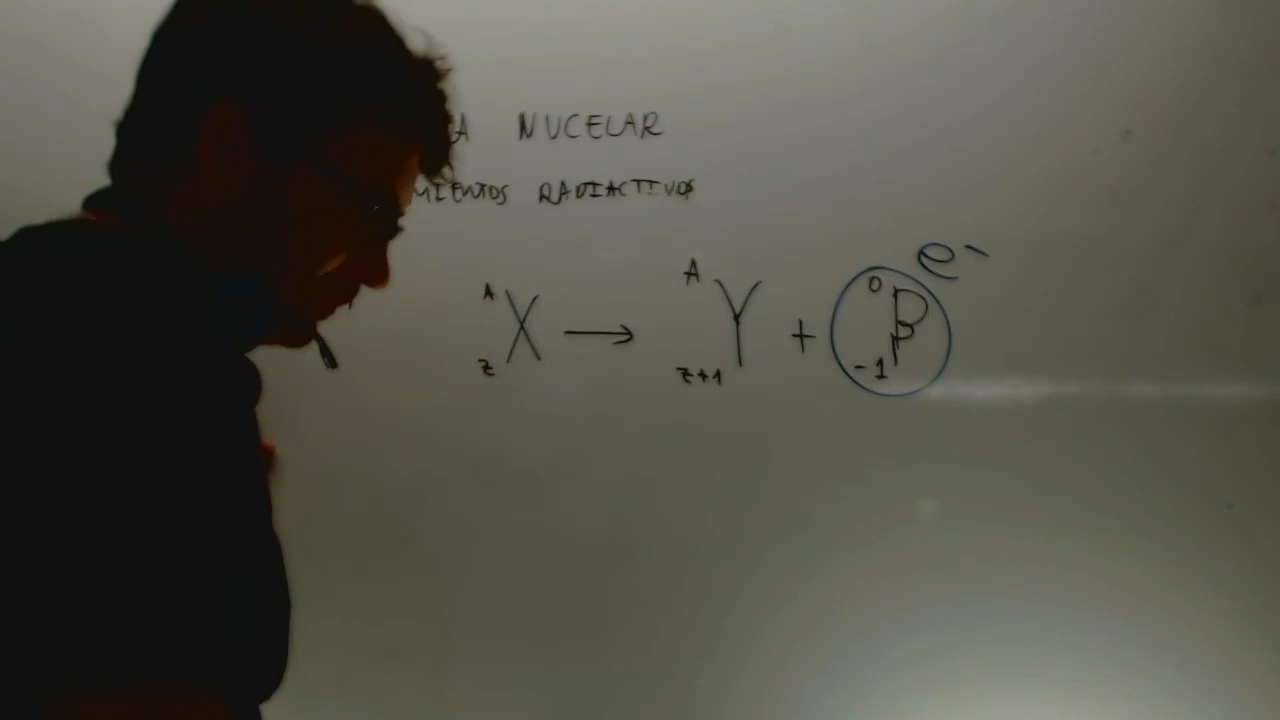 A NUCELAR
MIENTOS RADIACTIVOS
A X Z → A Y Z+1 + 0 β -1 e-